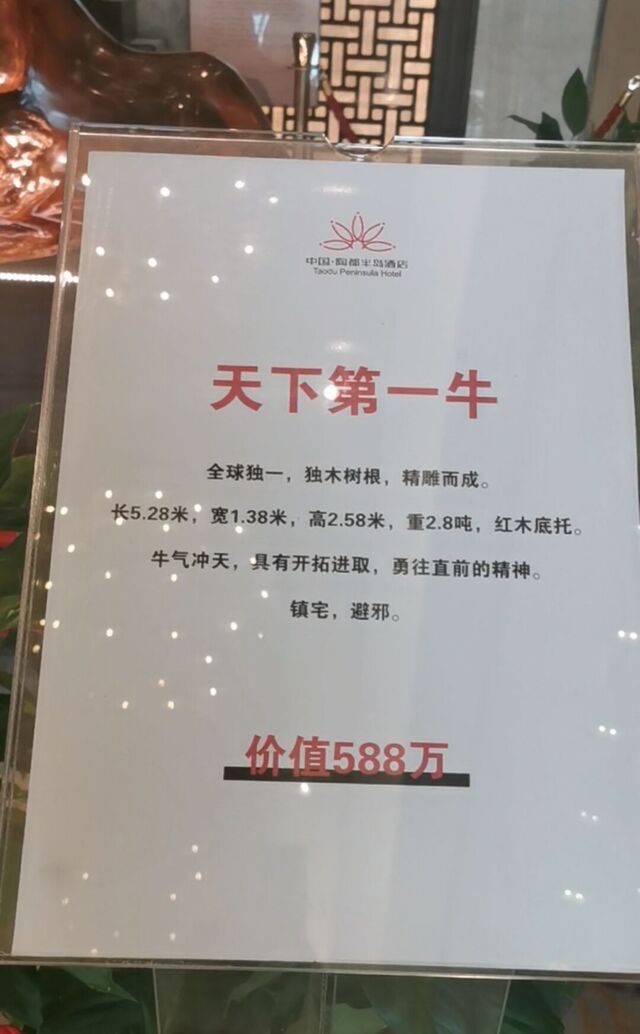 中国·陶都半岛酒店
Taodu Peninsula Hotel
天下第一牛
全球独一，独木树根，精雕而成。
长5.28米，宽1.38米，高2.58米，重2.8吨，红木底托。
牛气冲天，具有开拓进取，勇往直前的精神。
镇宅，避邪。
价值588万